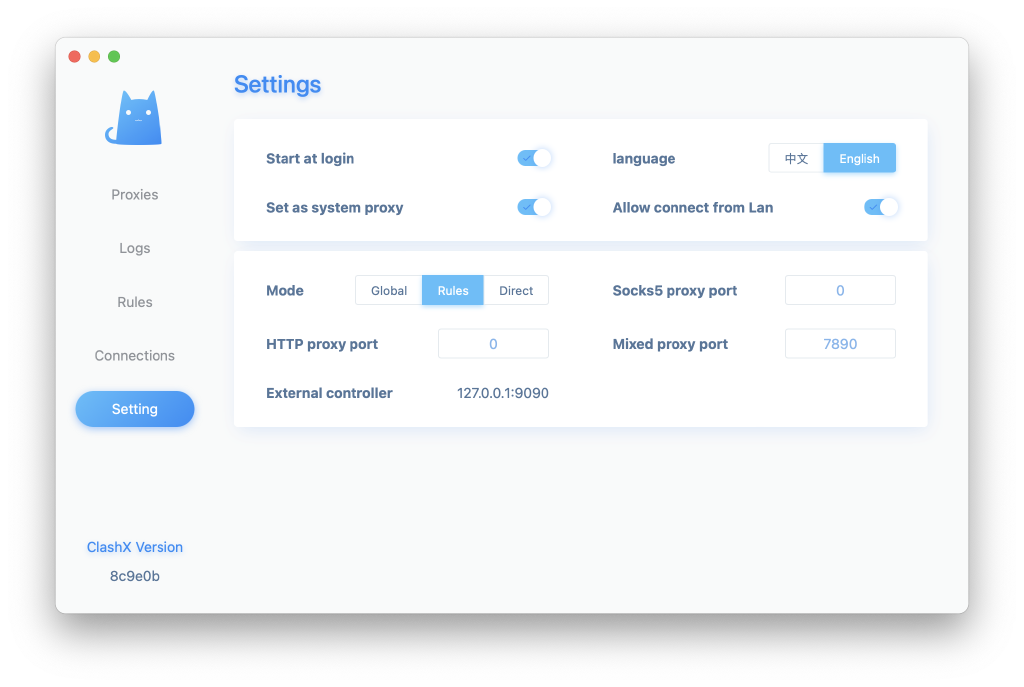 Settings
Start at login
language 中文 English
Set as system proxy
Allow connect from Lan
Mode Global Rules Direct
Socks5 proxy port 0
HTTP proxy port 0
Mixed proxy port 7890
External controller 127.0.0.1:9090
Proxies
Logs
Rules
Connections
Setting
ClashX Version
8c9e0b